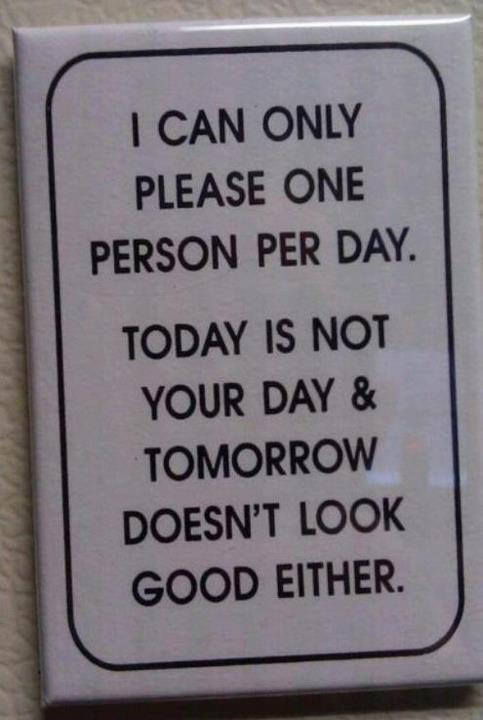 I CAN ONLY
PLEASE ONE
PERSON PER DAY.
TODAY IS NOT
YOUR DAY &
TOMORROW
DOESN'T LOOK
GOOD EITHER.